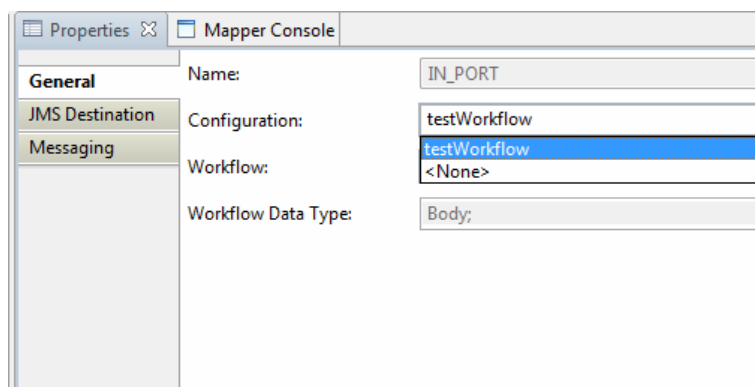 Properties Mapper Console
General
JMS Destination
Messaging
Name: IN_PORT
Configuration: testWorkflow
testWorkflow
<None>
Workflow:
Workflow Data Type: Body;